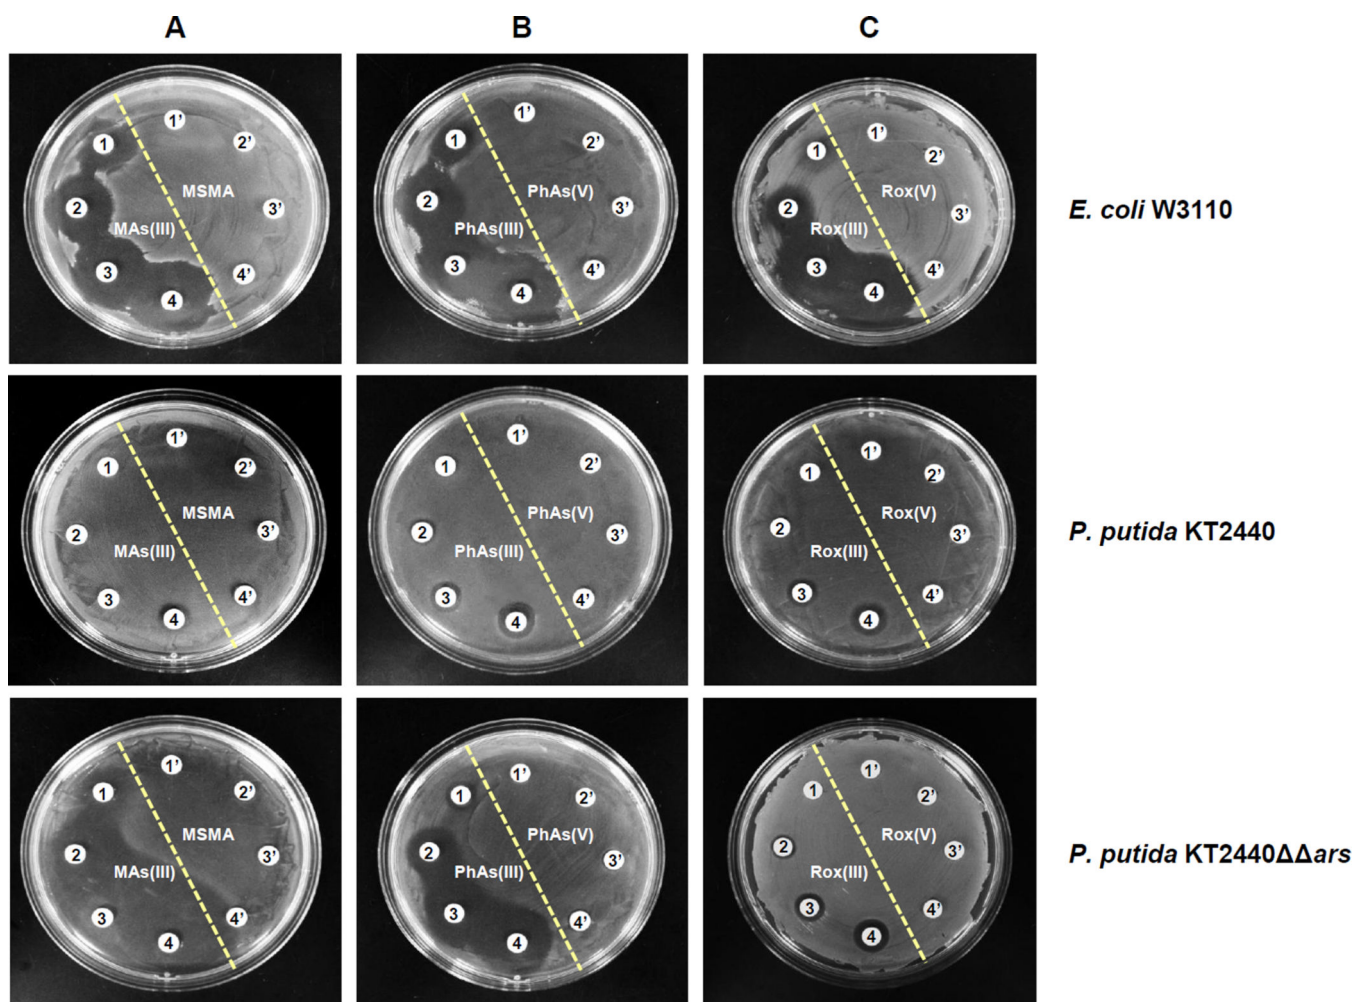 A B C
1 1’ 2’ 2 MSMA 3’ MAs(III) 3 4’ 4
1 1’ 2’ 2 PhAs(V) 3’ PhAs(III) 3 4’ 4
1 1’ 2’ 2 Rox(V) 3’ Rox(III) 3 4’ 4
E. coli W3110
1 1’ 2’ 2 MSMA 3’ MAs(III) 3 4’ 4
1 1’ 2’ 2 PhAs(V) 3’ PhAs(III) 3 4’ 4
1 1’ 2’ 2 Rox(V) 3’ Rox(III) 3 4’ 4
P. putida KT2440
1 1’ 2’ 2 MSMA 3’ MAs(III) 3 4’ 4
1 1’ 2’ 2 PhAs(V) 3’ PhAs(III) 3 4’ 4
1 1’ 2’ 2 Rox(V) 3’ Rox(III) 3 4’ 4
P. putida KT2440ΔΔars